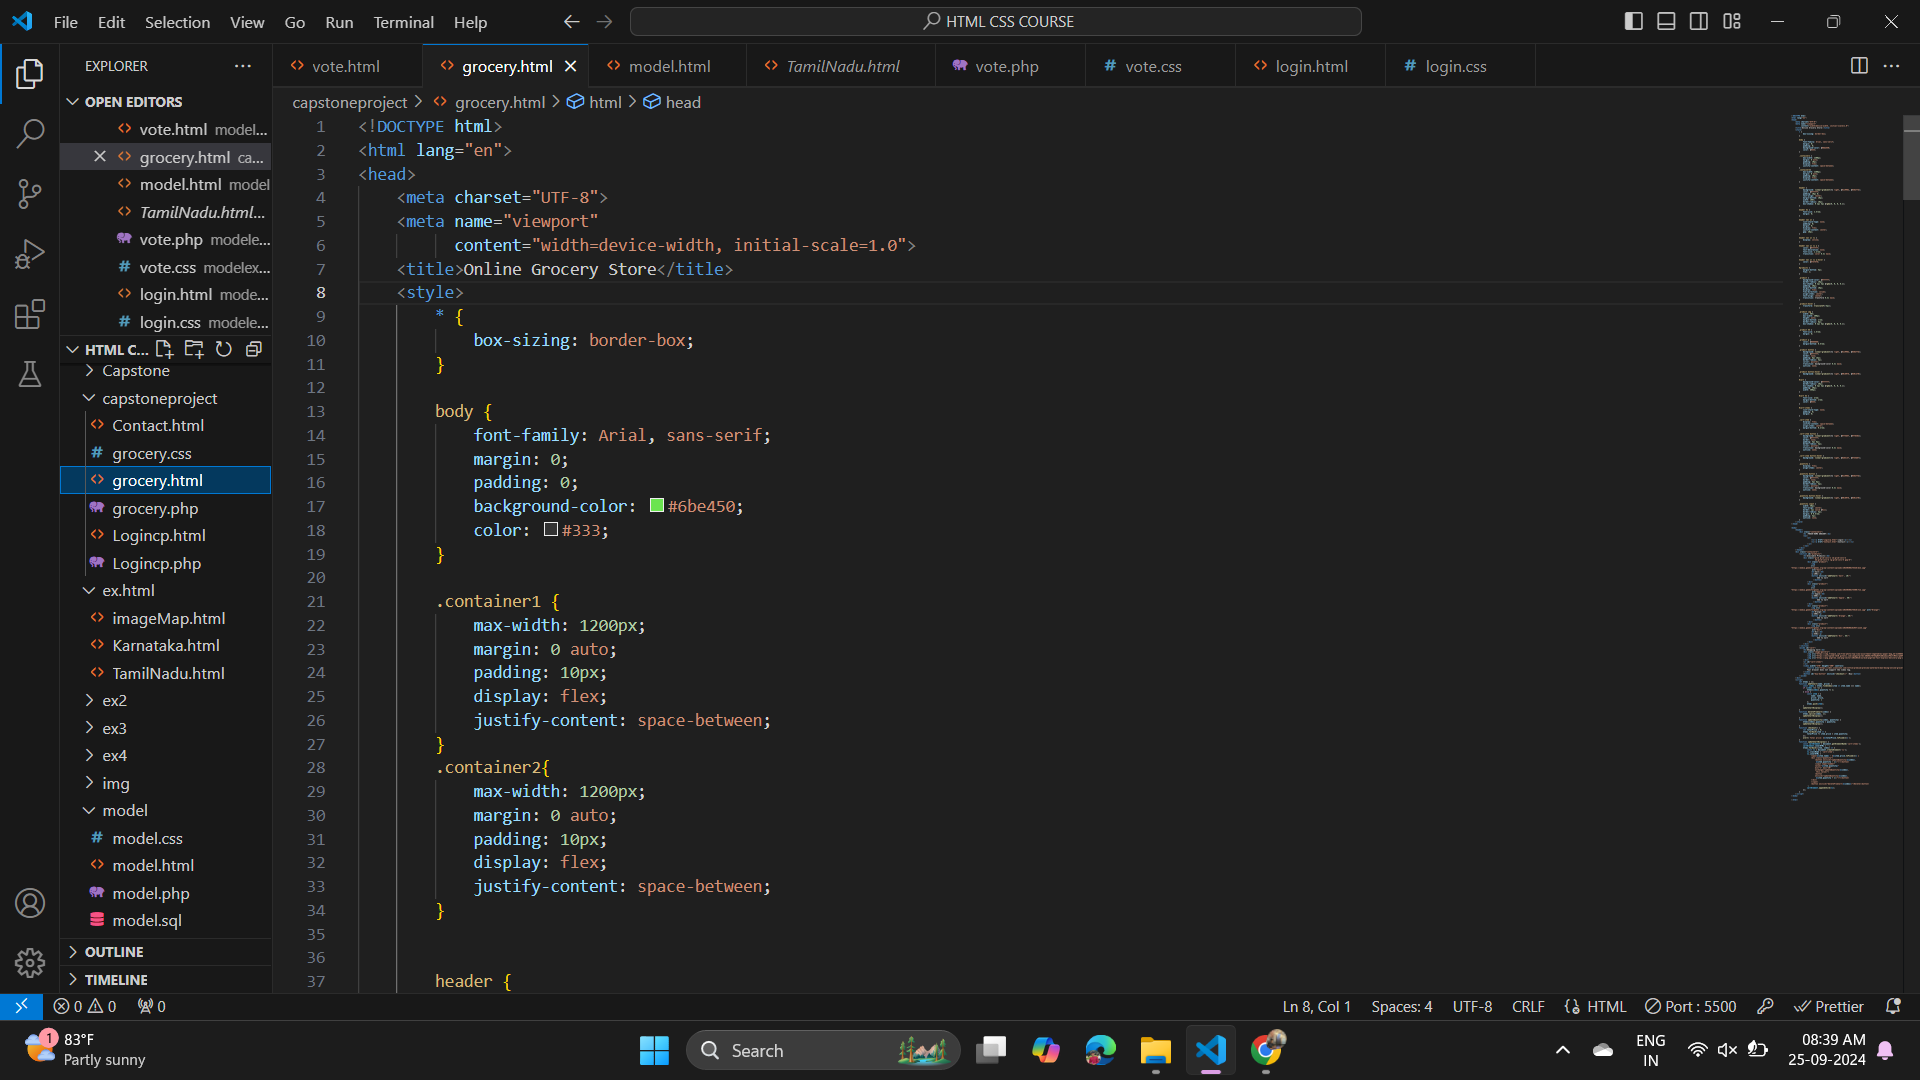 File Edit Selection View Go Run Terminal Help
HTML CSS COURSE
EXPLORER
OPEN EDITORS
vote.html model...
grocery.html ca...
model.html model
TamilNadu.html...
vote.php modele...
vote.css modelex...
login.html mode...
login.css modele...
HTML C...
Capstone
capstoneproject
Contact.html
grocery.css
grocery.html
grocery.php
Logincp.html
Logincp.php
ex.html
imageMap.html
Karnataka.html
TamilNadu.html
ex2
ex3
ex4
img
model
model.css
model.html
model.php
model.sql
OUTLINE
TIMELINE
vote.html grocery.html model.html TamilNadu.html vote.php vote.css login.html login.css
capstoneproject > grocery.html > html > head
1 <!DOCTYPE html>
2 <html lang="en">
3 <head>
4 <meta charset="UTF-8">
5 <meta name="viewport"
6 content="width=device-width, initial-scale=1.0">
7 <title>Online Grocery Store</title>
8 <style>
9 * {
10 box-sizing: border-box;
11 }
12
13 body {
14 font-family: Arial, sans-serif;
15 margin: 0;
16 padding: 0;
17 background-color: #6be450;
18 color: #333;
19 }
20
21 .container1 {
22 max-width: 1200px;
23 margin: 0 auto;
24 padding: 10px;
25 display: flex;
26 justify-content: space-between;
27 }
28 .container2{
29 max-width: 1200px;
30 margin: 0 auto;
31 padding: 10px;
32 display: flex;
33 justify-content: space-between;
34 }
35
36
37 header {
0 0 0
Ln 8, Col 1 Spaces: 4 UTF-8 CRLF HTML Port : 5500 Prettier
1
83°F
Partly sunny
Search
ENG
IN
08:39 AM
25-09-2024